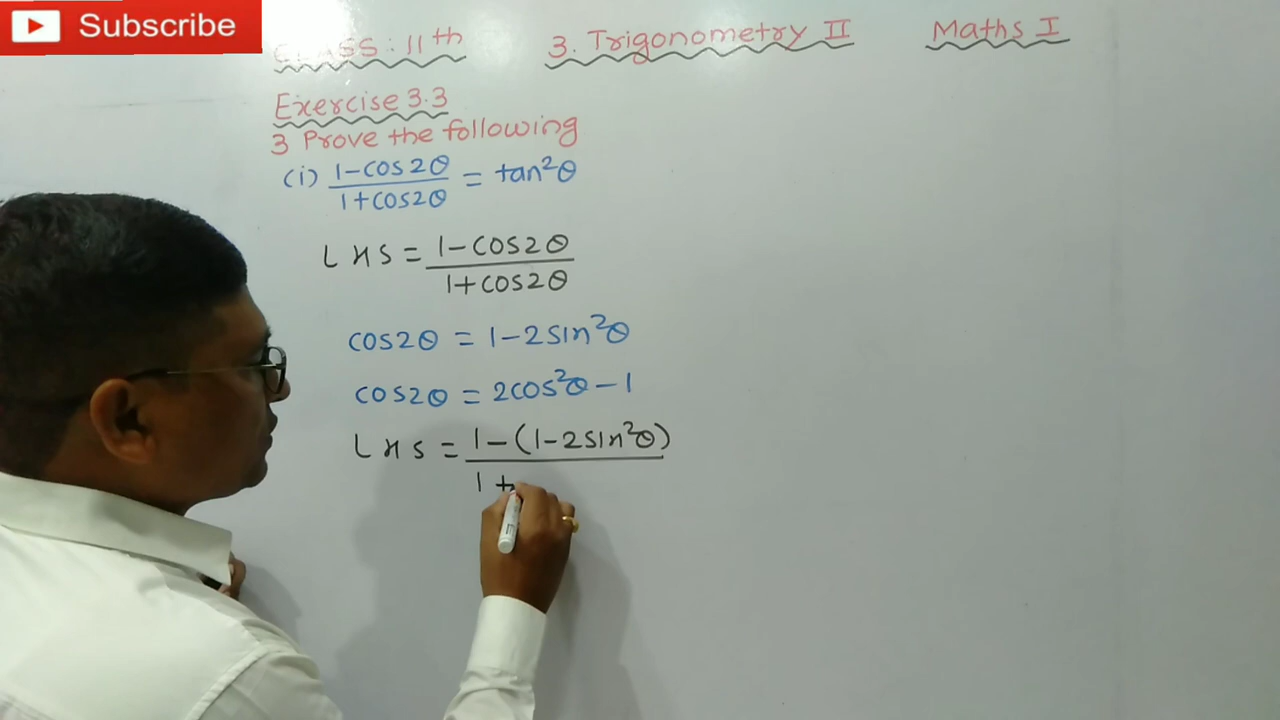 Subscribe
CLASS : 11th 3. Trigonometry II Maths I
Exercise 3.3
3 Prove the following
(i) 1-cos2θ / 1+cos2θ = tan²θ
LHS = 1-cos2θ / 1+cos2θ
cos2θ = 1-2sin²θ
cos2θ = 2cos²θ-1
LHS = 1-(1-2sin²θ) / 1+